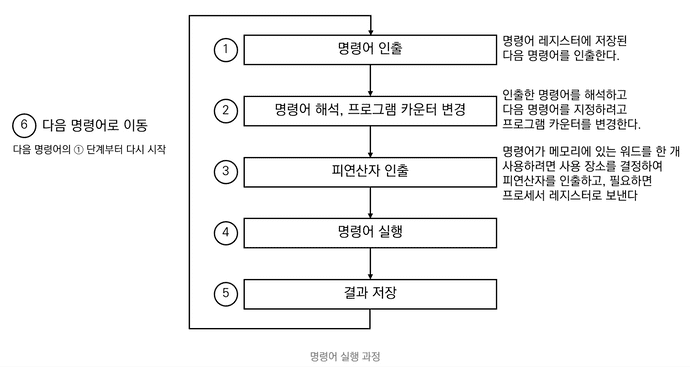 ① 명령어 인출
명령어 레지스터에 저장된
다음 명령어를 인출한다.
② 명령어 해석, 프로그램 카운터 변경
인출한 명령어를 해석하고
다음 명령어를 지정하려고
프로그램 카운터를 변경한다.
③ 피연산자 인출
명령어가 메모리에 있는 워드를 한 개
사용하려면 사용 장소를 결정하여
피연산자를 인출하고, 필요하면
프로세서 레지스터로 보낸다
④ 명령어 실행
⑤ 결과 저장
⑥ 다음 명령어로 이동
다음 명령어의 ① 단계부터 다시 시작
명령어 실행 과정